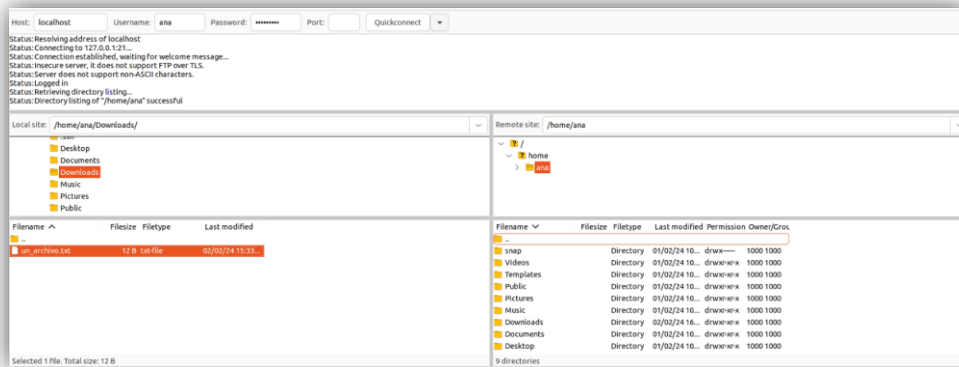 Host: localhost Username: ana Password: ••••••••• Port: Quickconnect
Status: Resolving address of localhost
Status: Connecting to 127.0.0.1:21...
Status: Connection established, waiting for welcome message...
Status: Insecure server, it does not support FTP over TLS.
Status: Server does not support non-ASCII characters.
Status: Logged in
Status: Retrieving directory listing...
Status: Directory listing of "/home/ana" successful
Local site: /home/ana/Downloads/
Desktop
Documents
Downloads
Music
Pictures
Public
Remote site: /home/ana
/
home
ana
Filename Filesize Filetype Last modified
..
un_archivo.txt 12 B txt-file 02/02/24 15:33...
Selected 1 file. Total size: 12 B
Filename Filesize Filetype Last modified Permission Owner/Grou
..
snap Directory 01/02/24 10... drwx------ 1000 1000
Videos Directory 01/02/24 10... drwxr-xr-x 1000 1000
Templates Directory 01/02/24 10... drwxr-xr-x 1000 1000
Public Directory 01/02/24 10... drwxr-xr-x 1000 1000
Pictures Directory 01/02/24 10... drwxr-xr-x 1000 1000
Music Directory 01/02/24 10... drwxr-xr-x 1000 1000
Downloads Directory 02/02/24 16... drwxr-xr-x 1000 1000
Documents Directory 01/02/24 10... drwxr-xr-x 1000 1000
Desktop Directory 01/02/24 10... drwxr-xr-x 1000 1000
9 directories